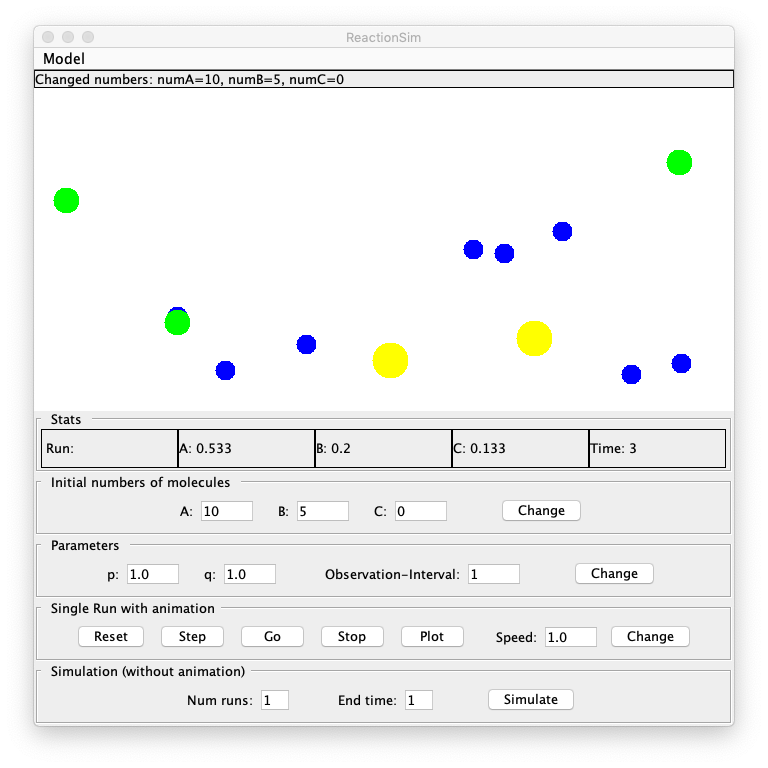 ReactionSim
Model
Changed numbers: numA=10, numB=5, numC=0
Stats
Run: A: 0.533 B: 0.2 C: 0.133 Time: 3
Initial numbers of molecules
A: 10 B: 5 C: 0 Change
Parameters
p: 1.0 q: 1.0 Observation-Interval: 1 Change
Single Run with animation
Reset Step Go Stop Plot Speed: 1.0 Change
Simulation (without animation)
Num runs: 1 End time: 1 Simulate